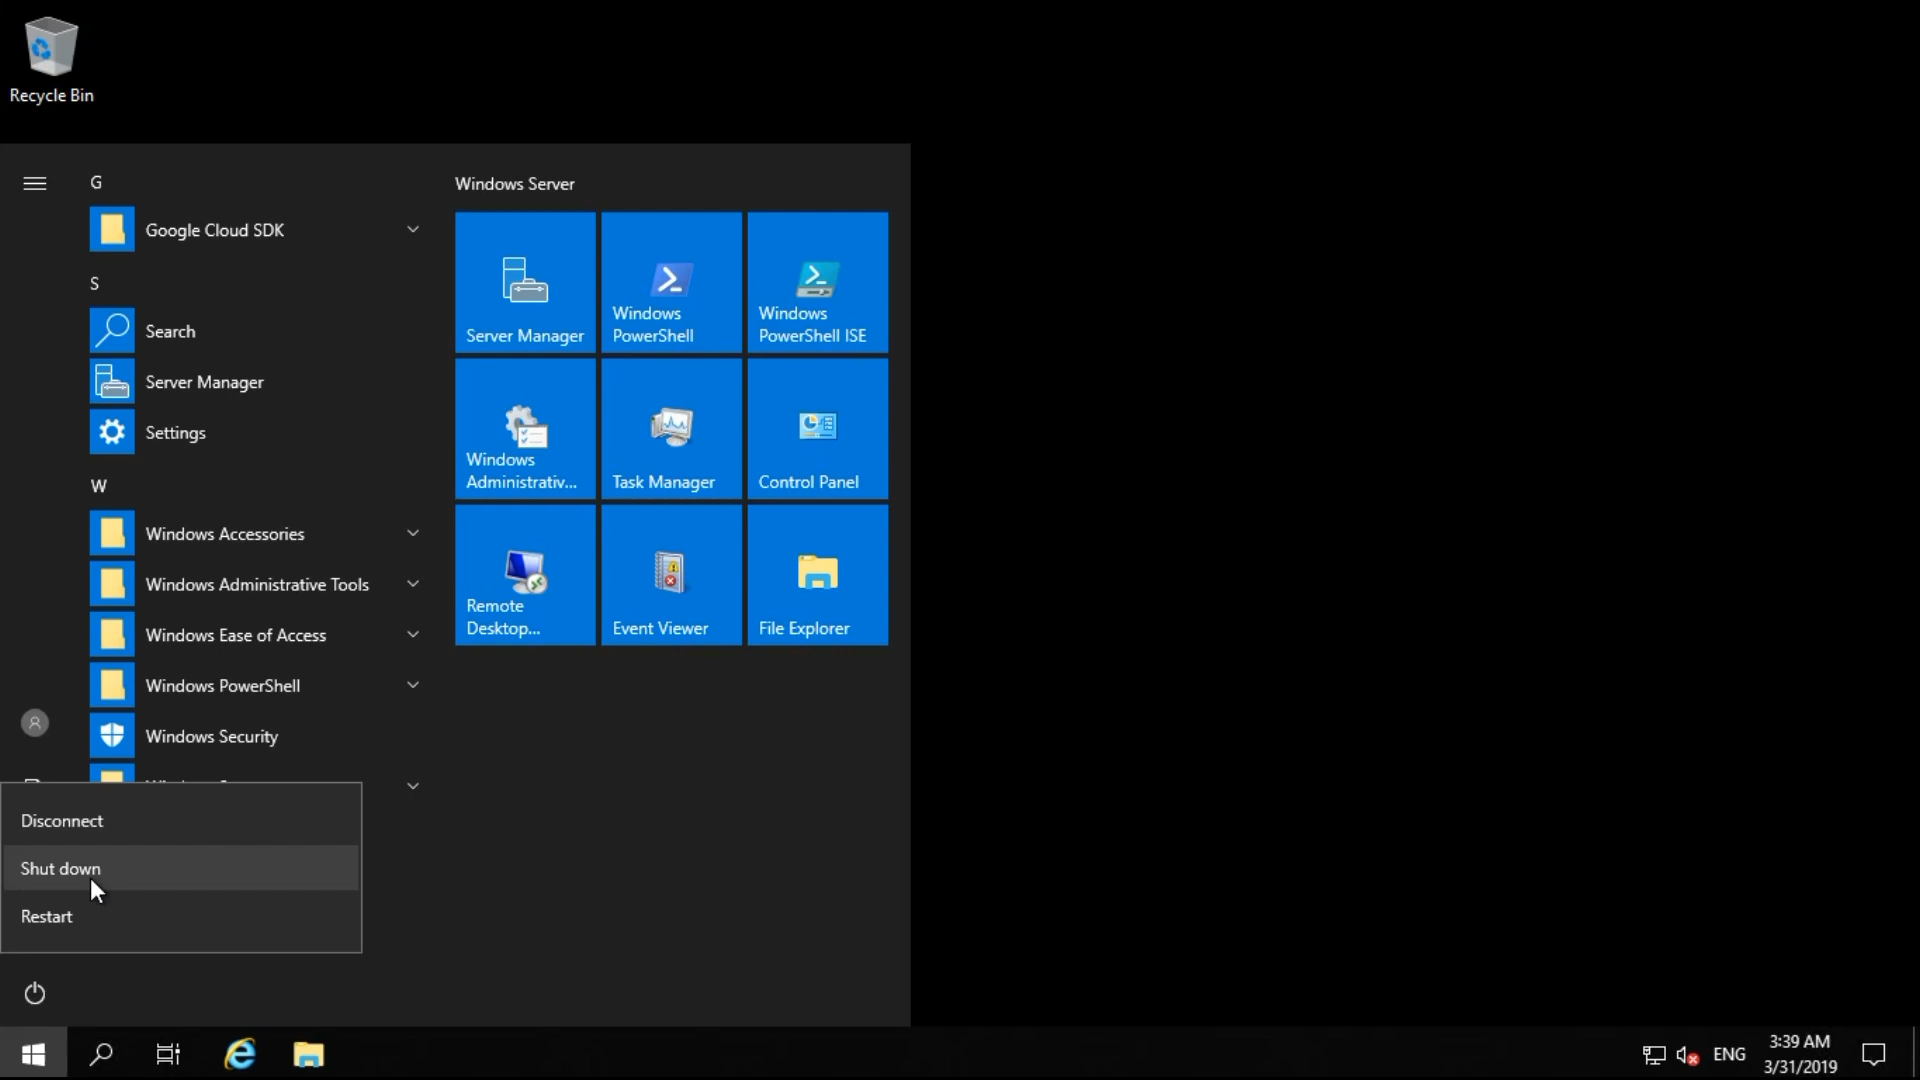 Recycle Bin
G
Google Cloud SDK
S
Search
Server Manager
Settings
W
Windows Accessories
Windows Administrative Tools
Windows Ease of Access
Windows PowerShell
Windows Security
Disconnect
Shut down
Restart
Windows Server
Server Manager
Windows
PowerShell
Windows
PowerShell ISE
Windows
Administrativ...
Task Manager
Control Panel
Remote
Desktop...
Event Viewer
File Explorer
ENG
3:39 AM
3/31/2019